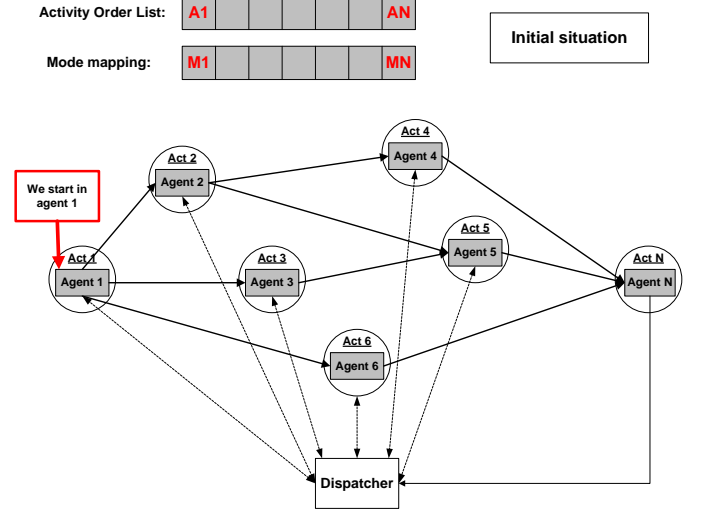 Activity Order List: A1 AN
Initial situation
Mode mapping: M1 MN
Act 4
Agent 4
Act 2
Agent 2
We start in
agent 1
Act 1
Agent 1
Act 3
Agent 3
Act 5
Agent 5
Act N
Agent N
Act 6
Agent 6
Dispatcher